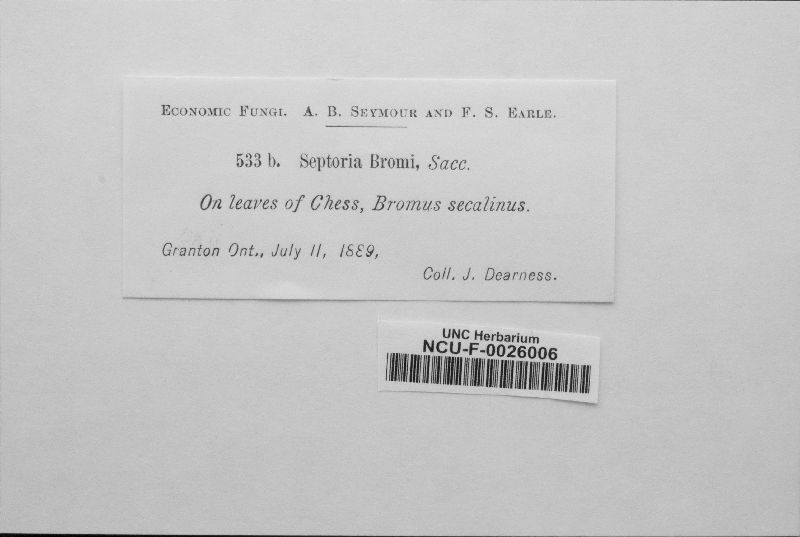 Economic Fungi. A. B. Seymour and F. S. Earle.
533 b. Septoria Bromi, Sacc.
On leaves of Chess, Bromus secalinus.
Granton Ont., July 11, 1889,
Coll. J. Dearness.
UNC Herbarium
NCU-F-0026006